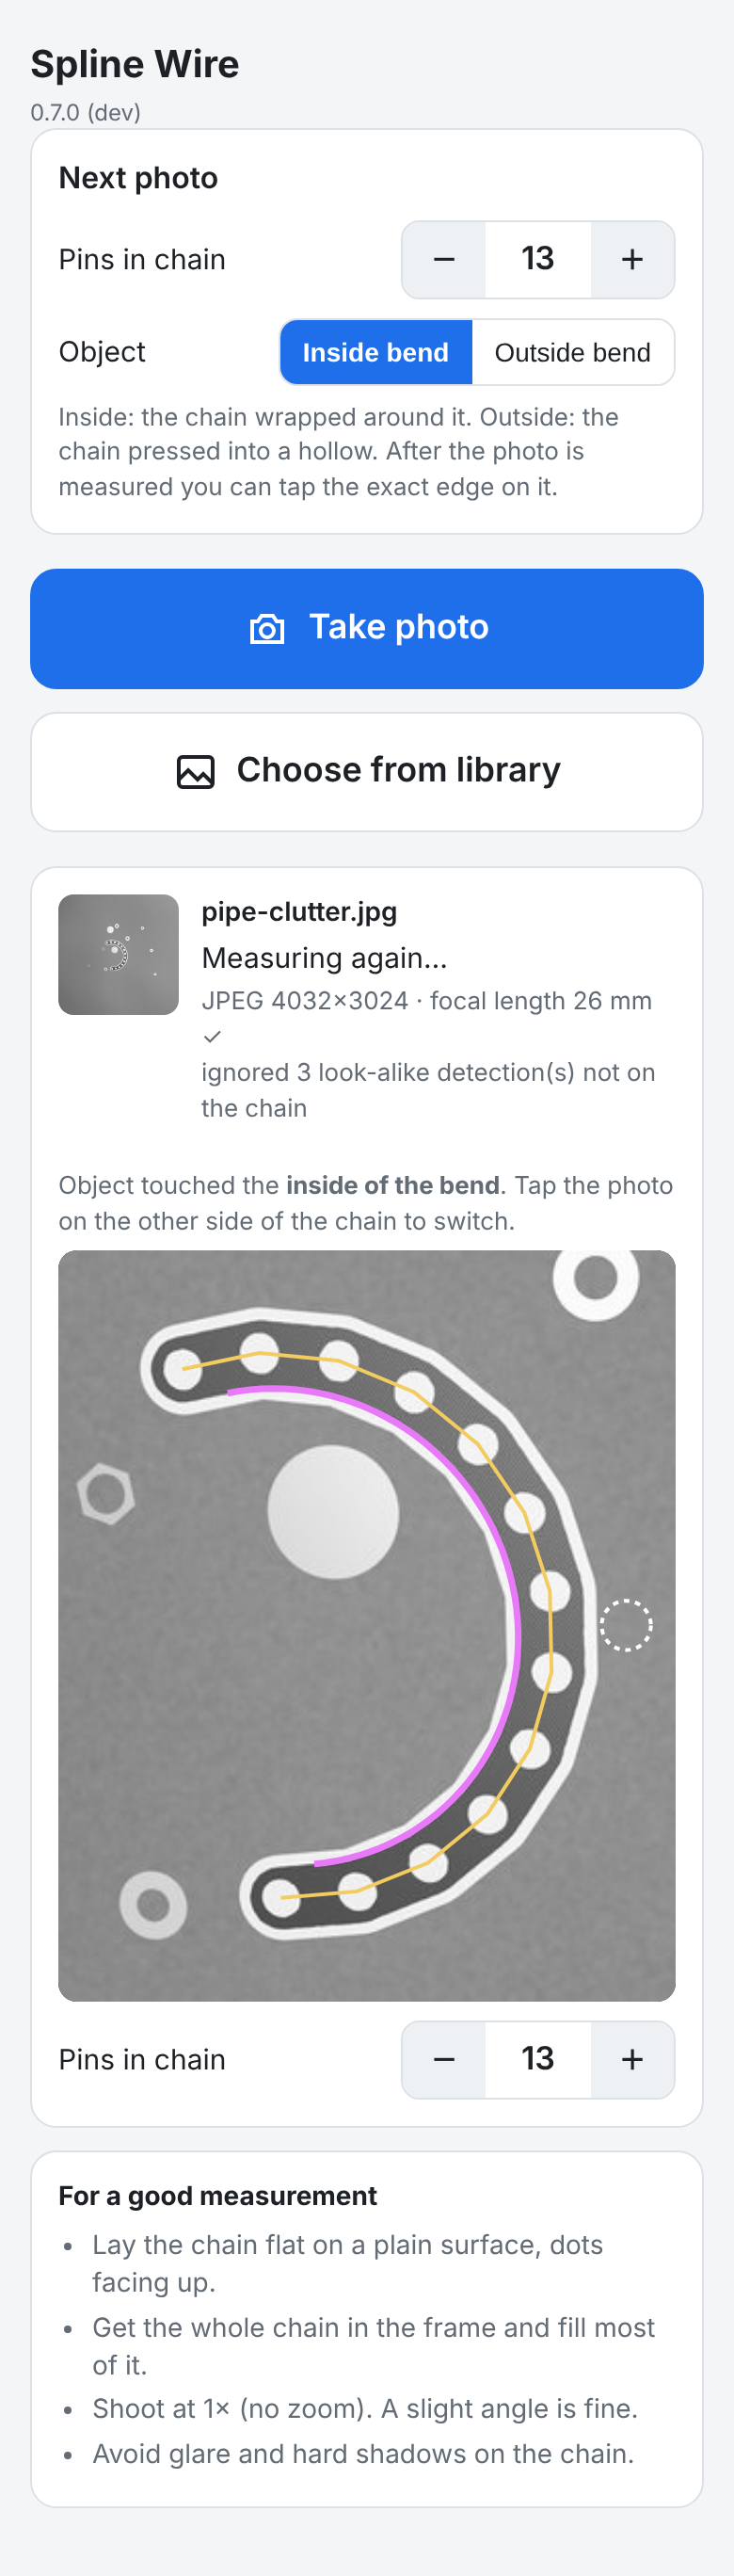 Spline Wire
0.7.0 (dev)
Next photo
Pins in chain
− 13 +
Object
Inside bend Outside bend
Inside: the chain wrapped around it. Outside: the
chain pressed into a hollow. After the photo is
measured you can tap the exact edge on it.
Take photo
Choose from library
pipe-clutter.jpg
Measuring again…
JPEG 4032×3024 · focal length 26 mm
✓
ignored 3 look-alike detection(s) not on
the chain
Object touched the inside of the bend. Tap the photo
on the other side of the chain to switch.
Pins in chain
− 13 +
For a good measurement
• Lay the chain flat on a plain surface, dots
facing up.
• Get the whole chain in the frame and fill most
of it.
• Shoot at 1× (no zoom). A slight angle is fine.
• Avoid glare and hard shadows on the chain.